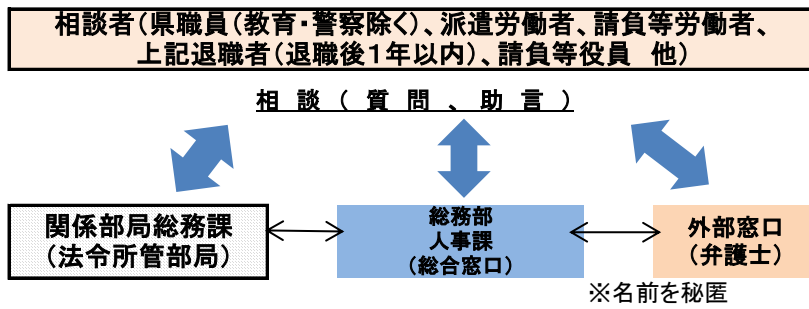 相談者（県職員（教育・警察除く）、派遣労働者、請負等労働者、
上記退職者（退職後１年以内）、請負等役員　他）
相　談　（　質　問　、　助　言　）
関係部局総務課
（法令所管部局）
総務部
人事課
（総合窓口）
外部窓口
（弁護士）
※名前を秘匿